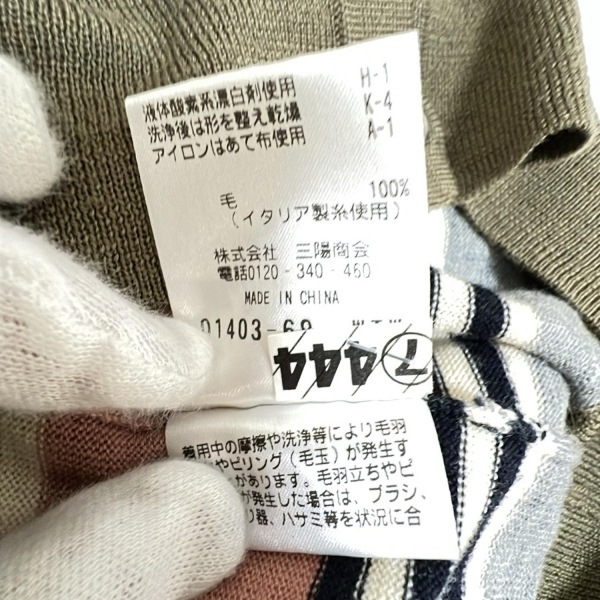 液体酸素系漂白剤使用 H-1
洗浄後は形を整え乾燥 K-4
アイロンはあて布使用 A-1
毛 100%
（イタリア製糸使用）
株式会社 三陽商会
電話0120-340-460
MADE IN CHINA
01403-68
⑦444
着用中の摩擦や洗浄等により毛羽
やピリング（毛玉）が発生す
があります。毛羽立ちやピ
が発生した場合は、ブラシ、
り器、ハサミ等を状況に合